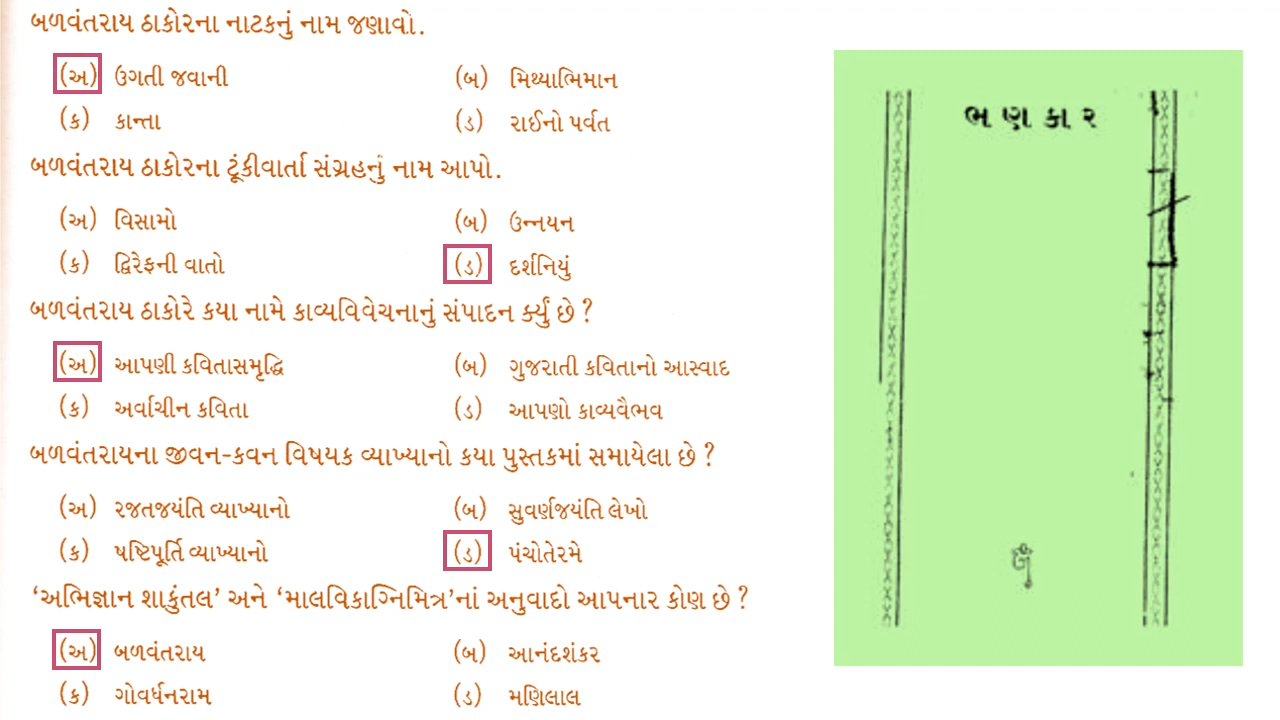 બળવંતરાય ઠાકોરના નાટકનું નામ જણાવો.
(અ) ઉગતી જવાની (બ) મિથ્યાભિમાન
(ક) કાન્તા (ડ) રાઈનો પર્વત
બળવંતરાય ઠાકોરના ટૂંકીવાર્તા સંગ્રહનું નામ આપો.
(અ) વિસામો (બ) ઉન્નયન
(ક) દ્વિરેફની વાતો (ડ) દર્શનિયું
બળવંતરાય ઠાકોરે કયા નામે કાવ્યવિવેચનાનું સંપાદન ર્ક્યું છે ?
(અ) આપણી કવિતાસમૃદ્ધિ (બ) ગુજરાતી કવિતાનો આસ્વાદ
(ક) અર્વાચીન કવિતા (ડ) આપણો કાવ્યવૈભવ
બળવંતરાયના જીવન-કવન વિષયક વ્યાખ્યાનો કયા પુસ્તકમાં સમાયેલા છે ?
(અ) રજતજયંતિ વ્યાખ્યાનો (બ) સુવર્ણજયંતિ લેખો
(ક) ષષ્ટિપૂર્તિ વ્યાખ્યાનો (ડ) પંચોતેરમે
‘અભિજ્ઞાન શાકુંતલ’ અને ‘માલવિકાગ્નિમિત્ર’નાં અનુવાદો આપનાર કોણ છે ?
(અ) બળવંતરાય (બ) આનંદશંકર
(ક) ગોવર્ધનરામ (ડ) મણિલાલ
ભ ણ કા ર